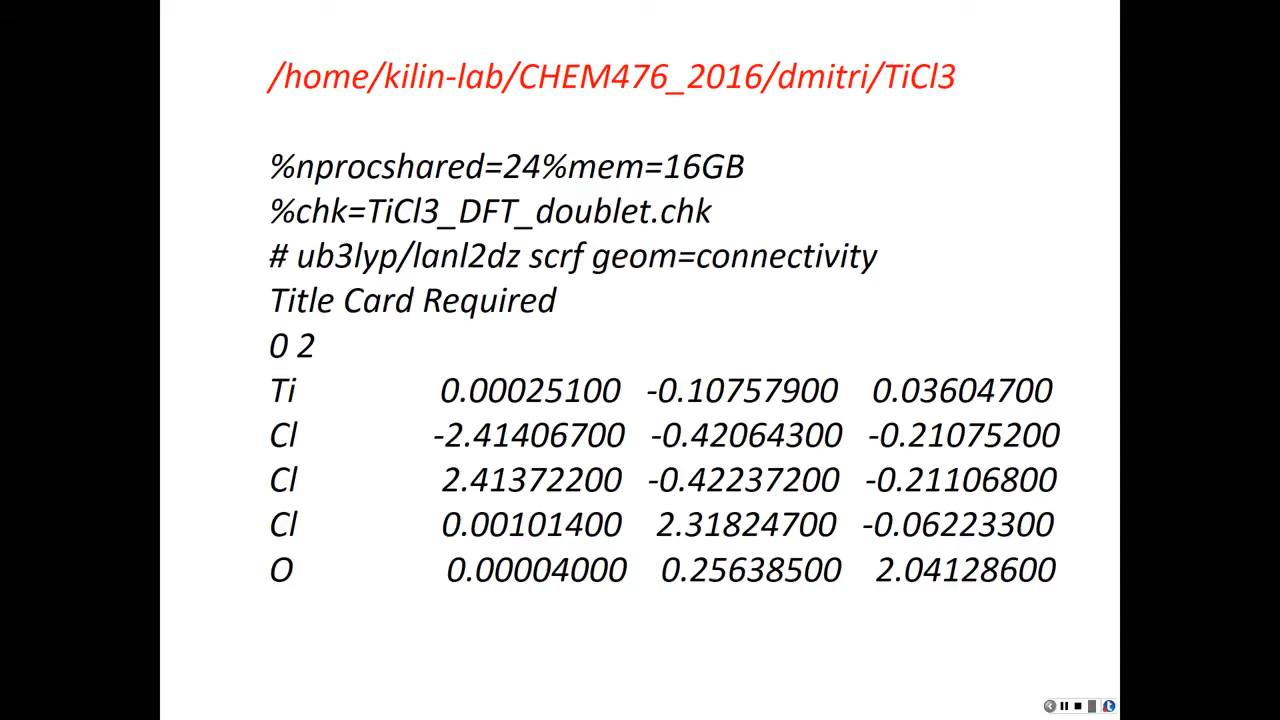 /home/kilin-lab/CHEM476_2016/dmitri/TiCl3
%nprocshared=24%mem=16GB
%chk=TiCl3_DFT_doublet.chk
# ub3lyp/lanl2dz scrf geom=connectivity
Title Card Required
0 2
Ti 0.00025100 -0.10757900 0.03604700
Cl -2.41406700 -0.42064300 -0.21075200
Cl 2.41372200 -0.42237200 -0.21106800
Cl 0.00101400 2.31824700 -0.06223300
O 0.00004000 0.25638500 2.04128600